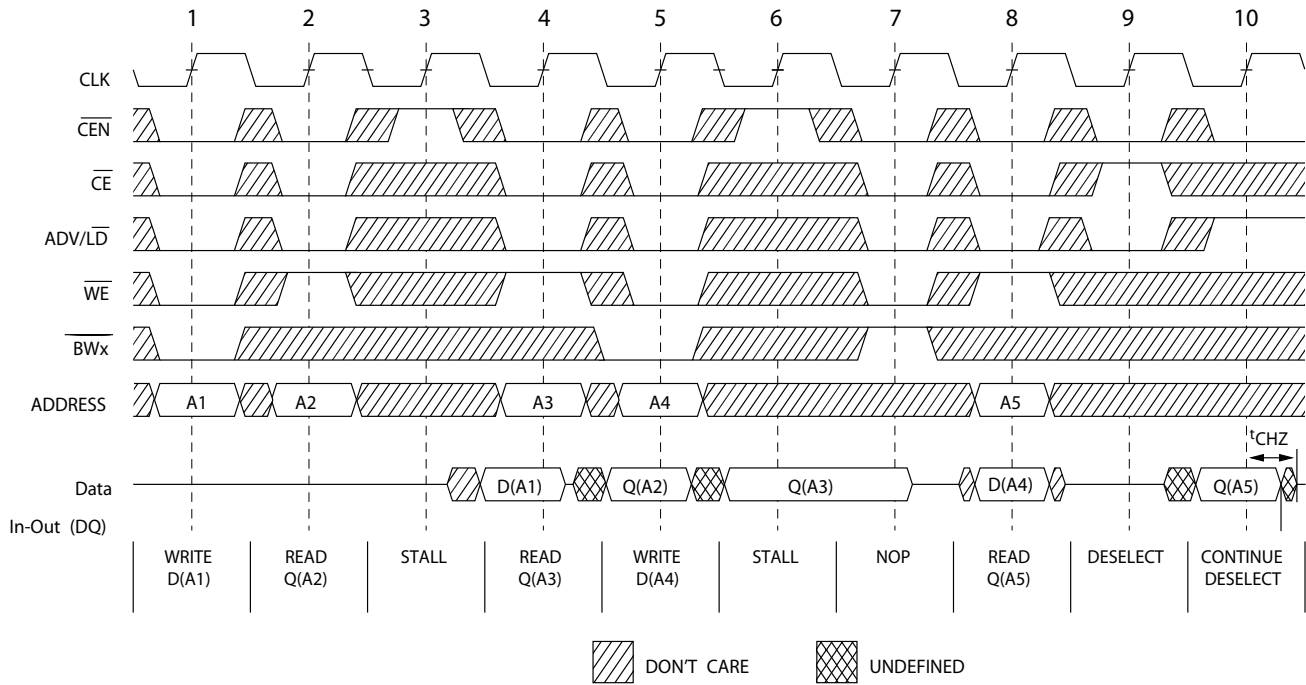 1 2 3 4 5 6 7 8 9 10
CLK
CEN
CE
ADV/LD
WE
BWx
ADDRESS A1 A2 A3 A4 A5
tCHZ
Data D(A1) Q(A2) Q(A3) D(A4) Q(A5)
In-Out (DQ)
WRITE READ STALL READ WRITE STALL NOP READ DESELECT CONTINUE
D(A1) Q(A2) Q(A3) D(A4) Q(A5) DESELECT
DON'T CARE UNDEFINED